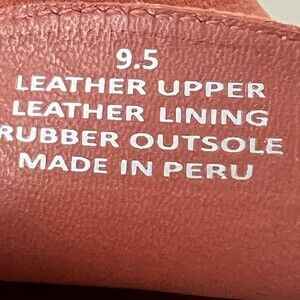 9.5
LEATHER UPPER
LEATHER LINING
RUBBER OUTSOLE
MADE IN PERU